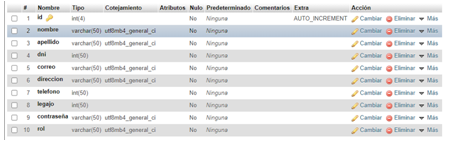 # Nombre Tipo Cotejamiento Atributos Nulo Predeterminado Comentarios Extra Acción
1 id int(4) No Ninguna AUTO_INCREMENT Cambiar Eliminar Más
2 nombre varchar(50) utf8mb4_general_ci No Ninguna Cambiar Eliminar Más
3 apellido varchar(50) utf8mb4_general_ci No Ninguna Cambiar Eliminar Más
4 dni int(50) No Ninguna Cambiar Eliminar Más
5 correo varchar(50) utf8mb4_general_ci No Ninguna Cambiar Eliminar Más
6 direccion varchar(50) utf8mb4_general_ci No Ninguna Cambiar Eliminar Más
7 telefono int(50) No Ninguna Cambiar Eliminar Más
8 legajo int(50) No Ninguna Cambiar Eliminar Más
9 contraseña varchar(50) utf8mb4_general_ci No Ninguna Cambiar Eliminar Más
10 rol varchar(50) utf8mb4_general_ci No Ninguna Cambiar Eliminar Más